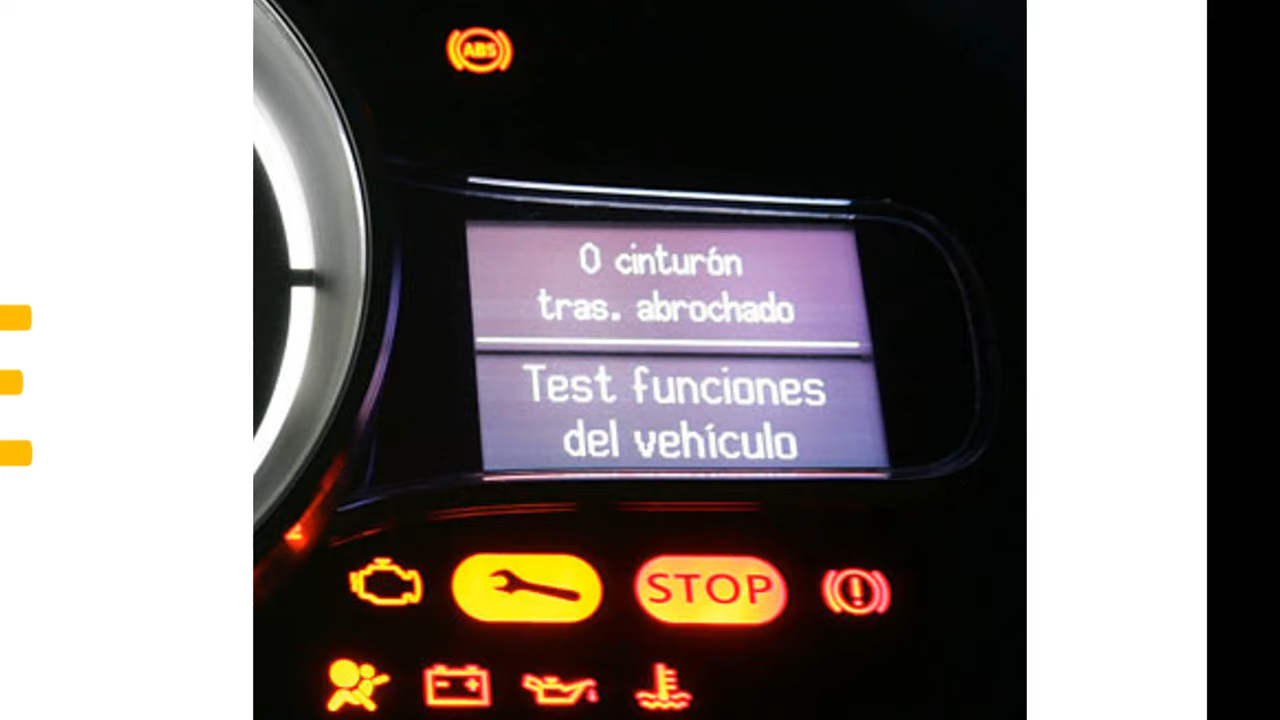 ABS
0 cinturón
tras. abrochado
Test funciones
del vehículo
STOP